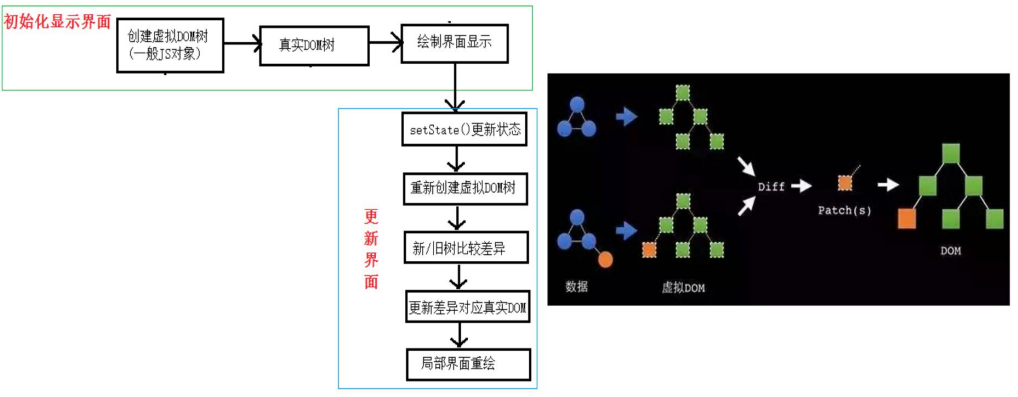 初始化显示界面
创建虚拟DOM树
(一般JS对象)
真实DOM树
绘制界面显示
setState()更新状态
重新创建虚拟DOM树
新/旧树比较差异
更新差异对应真实DOM
局部界面重绘
更
新
界
面
Diff
Patch(s)
DOM
数据
虚拟DOM